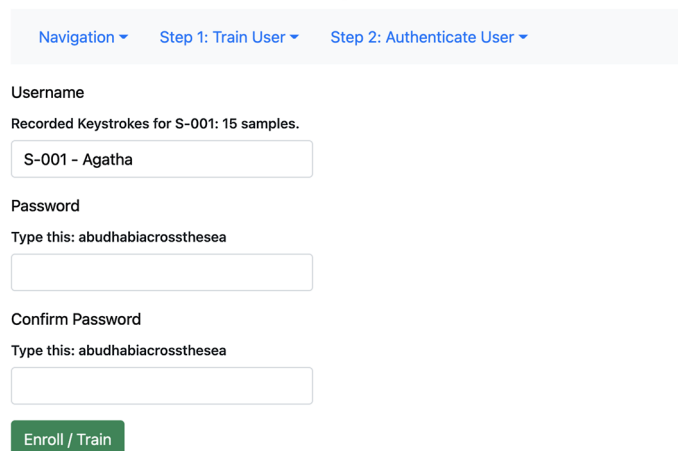 Navigation Step 1: Train User Step 2: Authenticate User
Username
Recorded Keystrokes for S-001: 15 samples.
S-001 - Agatha
Password
Type this: abudhabiacrossthesea
Confirm Password
Type this: abudhabiacrossthesea
Enroll / Train